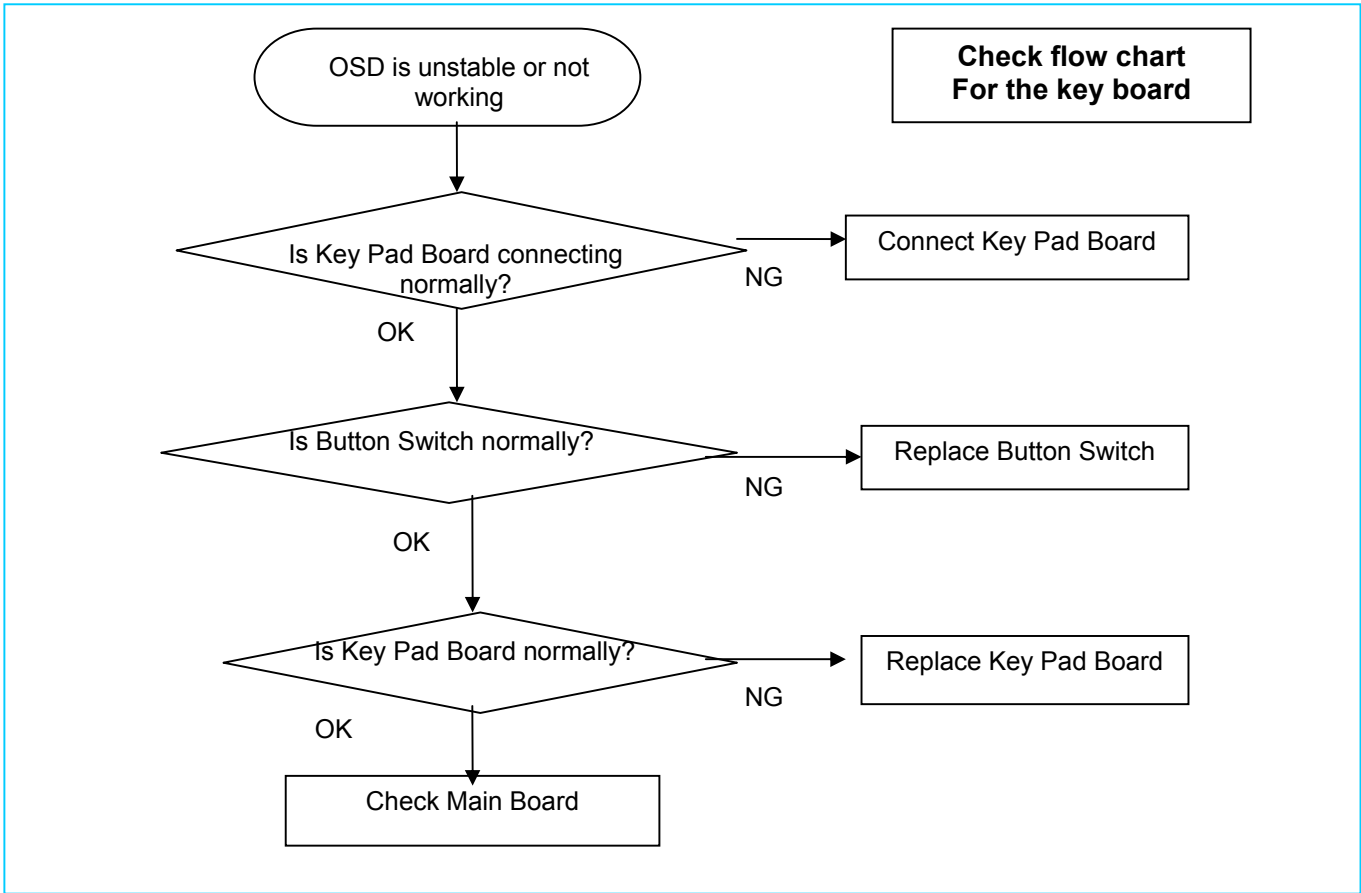 OSD is unstable or not
working
Check flow chart
For the key board
Is Key Pad Board connecting
normally?
NG
Connect Key Pad Board
OK
Is Button Switch normally?
NG
Replace Button Switch
OK
Is Key Pad Board normally?
NG
Replace Key Pad Board
OK
Check Main Board